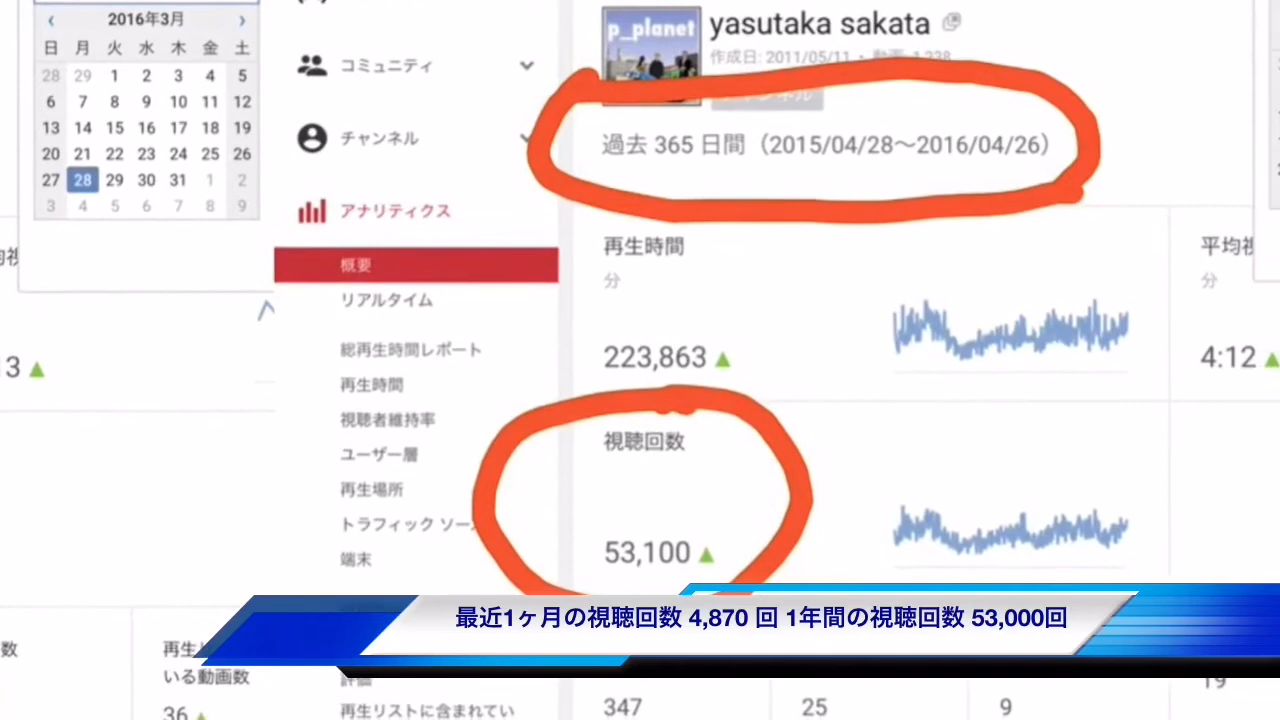 2016年3月
日 月 火 水 木 金 土
28 29 1 2 3 4 5
6 7 8 9 10 11 12
13 14 15 16 17 18 19
20 21 22 23 24 25 26
27 28 29 30 31 1 2
3 4 5 6 7 8 9
コミュニティ
チャンネル
アナリティクス
概要
リアルタイム
総再生時間レポート
再生時間
視聴者維持率
ユーザー層
再生場所
トラフィック ソー
端末
p_planet
yasutaka sakata
作成日: 2011/05/11・動画: 1,238
過去 365 日間（2015/04/28～2016/04/26）
再生時間
分
223,863
平均視
分
4:12
視聴回数
53,100
最近1ヶ月の視聴回数 4,870 回 1年間の視聴回数 53,000回
数
再生
いる動画数
36
評価
再生リストに含まれてい
347
25
9
19